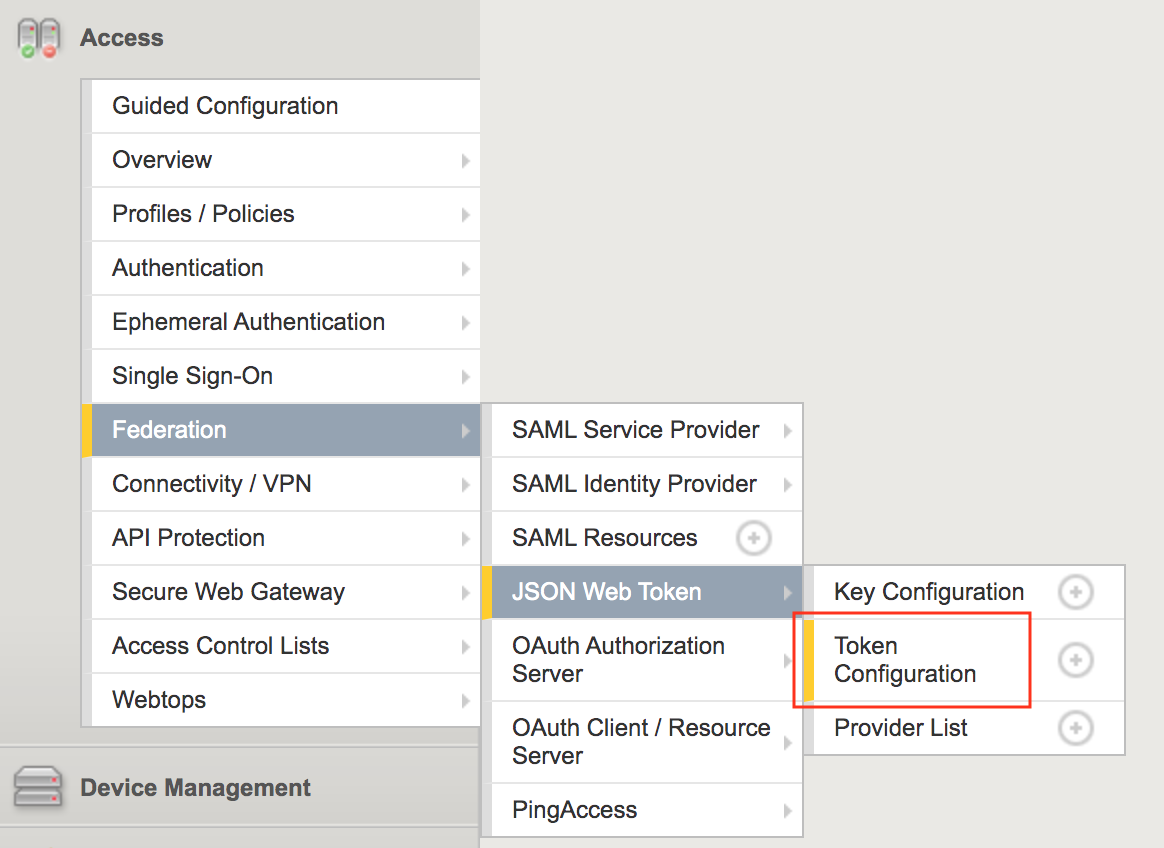 Access
Guided Configuration
Overview
Profiles / Policies
Authentication
Ephemeral Authentication
Single Sign-On
Federation
Connectivity / VPN
API Protection
Secure Web Gateway
Access Control Lists
Webtops
Device Management
SAML Service Provider
SAML Identity Provider
SAML Resources
JSON Web Token
OAuth Authorization
Server
OAuth Client / Resource
Server
PingAccess
Key Configuration
Token
Configuration
Provider List